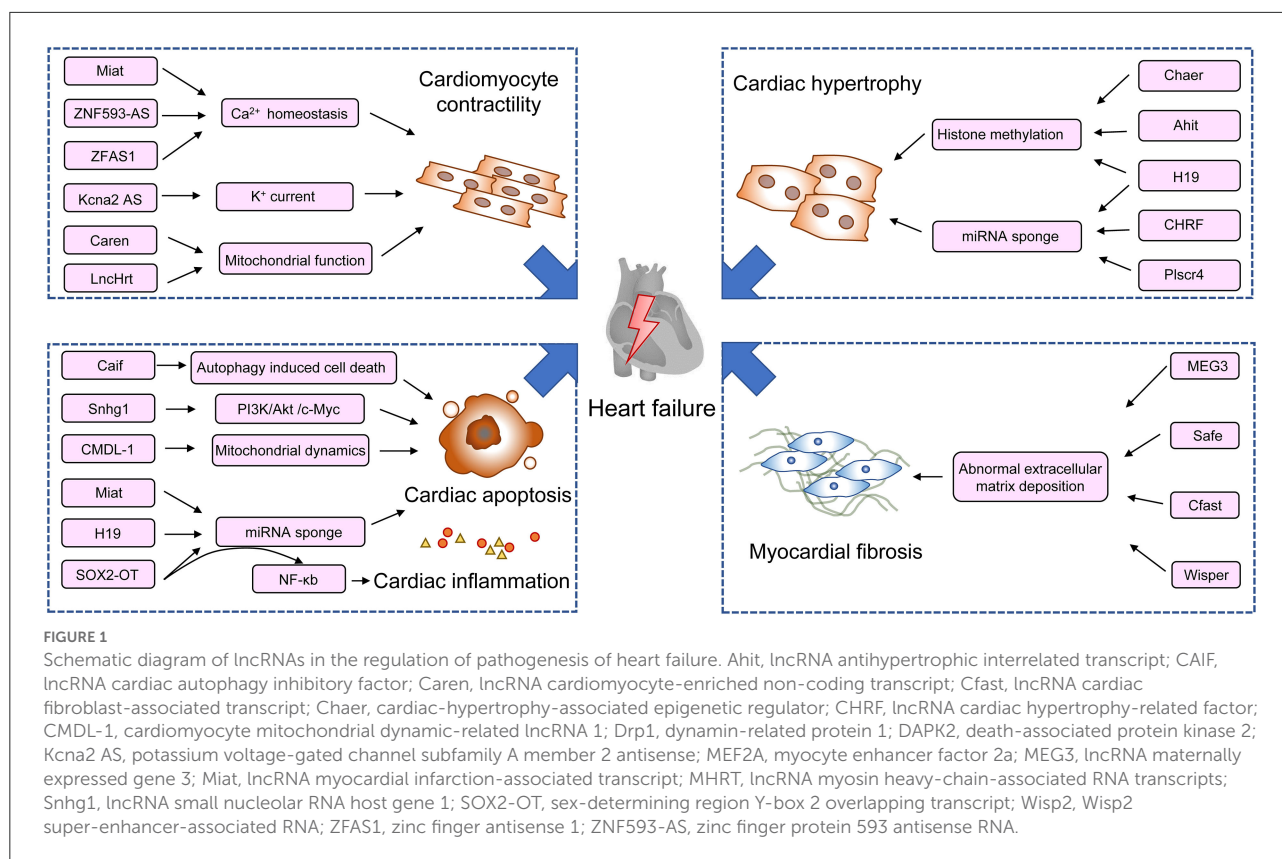 Miat
ZNF593-AS
ZFAS1
Kcna2 AS
Caren
LncHrt
Ca²⁺ homeostasis
K⁺ current
Mitochondrial function
Cardiomyocyte
contractility
Cardiac hypertrophy
Histone methylation
miRNA sponge
Chaer
Ahit
H19
CHRF
Plscr4
Heart failure
Caif
Snhg1
CMDL-1
Miat
H19
SOX2-OT
Autophagy induced cell death
PI3K/Akt /c-Myc
Mitochondrial dynamics
miRNA sponge
NF-κb
Cardiac apoptosis
Cardiac inflammation
Myocardial fibrosis
Abnormal extracellular
matrix deposition
MEG3
Safe
Cfast
Wisper
FIGURE 1
Schematic diagram of lncRNAs in the regulation of pathogenesis of heart failure. Ahit, lncRNA antihypertrophic interrelated transcript; CAIF,
lncRNA cardiac autophagy inhibitory factor; Caren, lncRNA cardiomyocyte-enriched non-coding transcript; Cfast, lncRNA cardiac
fibroblast-associated transcript; Chaer, cardiac-hypertrophy-associated epigenetic regulator; CHRF, lncRNA cardiac hypertrophy-related factor;
CMDL-1, cardiomyocyte mitochondrial dynamic-related lncRNA 1; Drp1, dynamin-related protein 1; DAPK2, death-associated protein kinase 2;
Kcna2 AS, potassium voltage-gated channel subfamily A member 2 antisense; MEF2A, myocyte enhancer factor 2a; MEG3, lncRNA maternally
expressed gene 3; Miat, lncRNA myocardial infarction-associated transcript; MHRT, lncRNA myosin heavy-chain-associated RNA transcripts;
Snhg1, lncRNA small nucleolar RNA host gene 1; SOX2-OT, sex-determining region Y-box 2 overlapping transcript; Wisp2, Wisp2
super-enhancer-associated RNA; ZFAS1, zinc finger antisense 1; ZNF593-AS, zinc finger protein 593 antisense RNA.